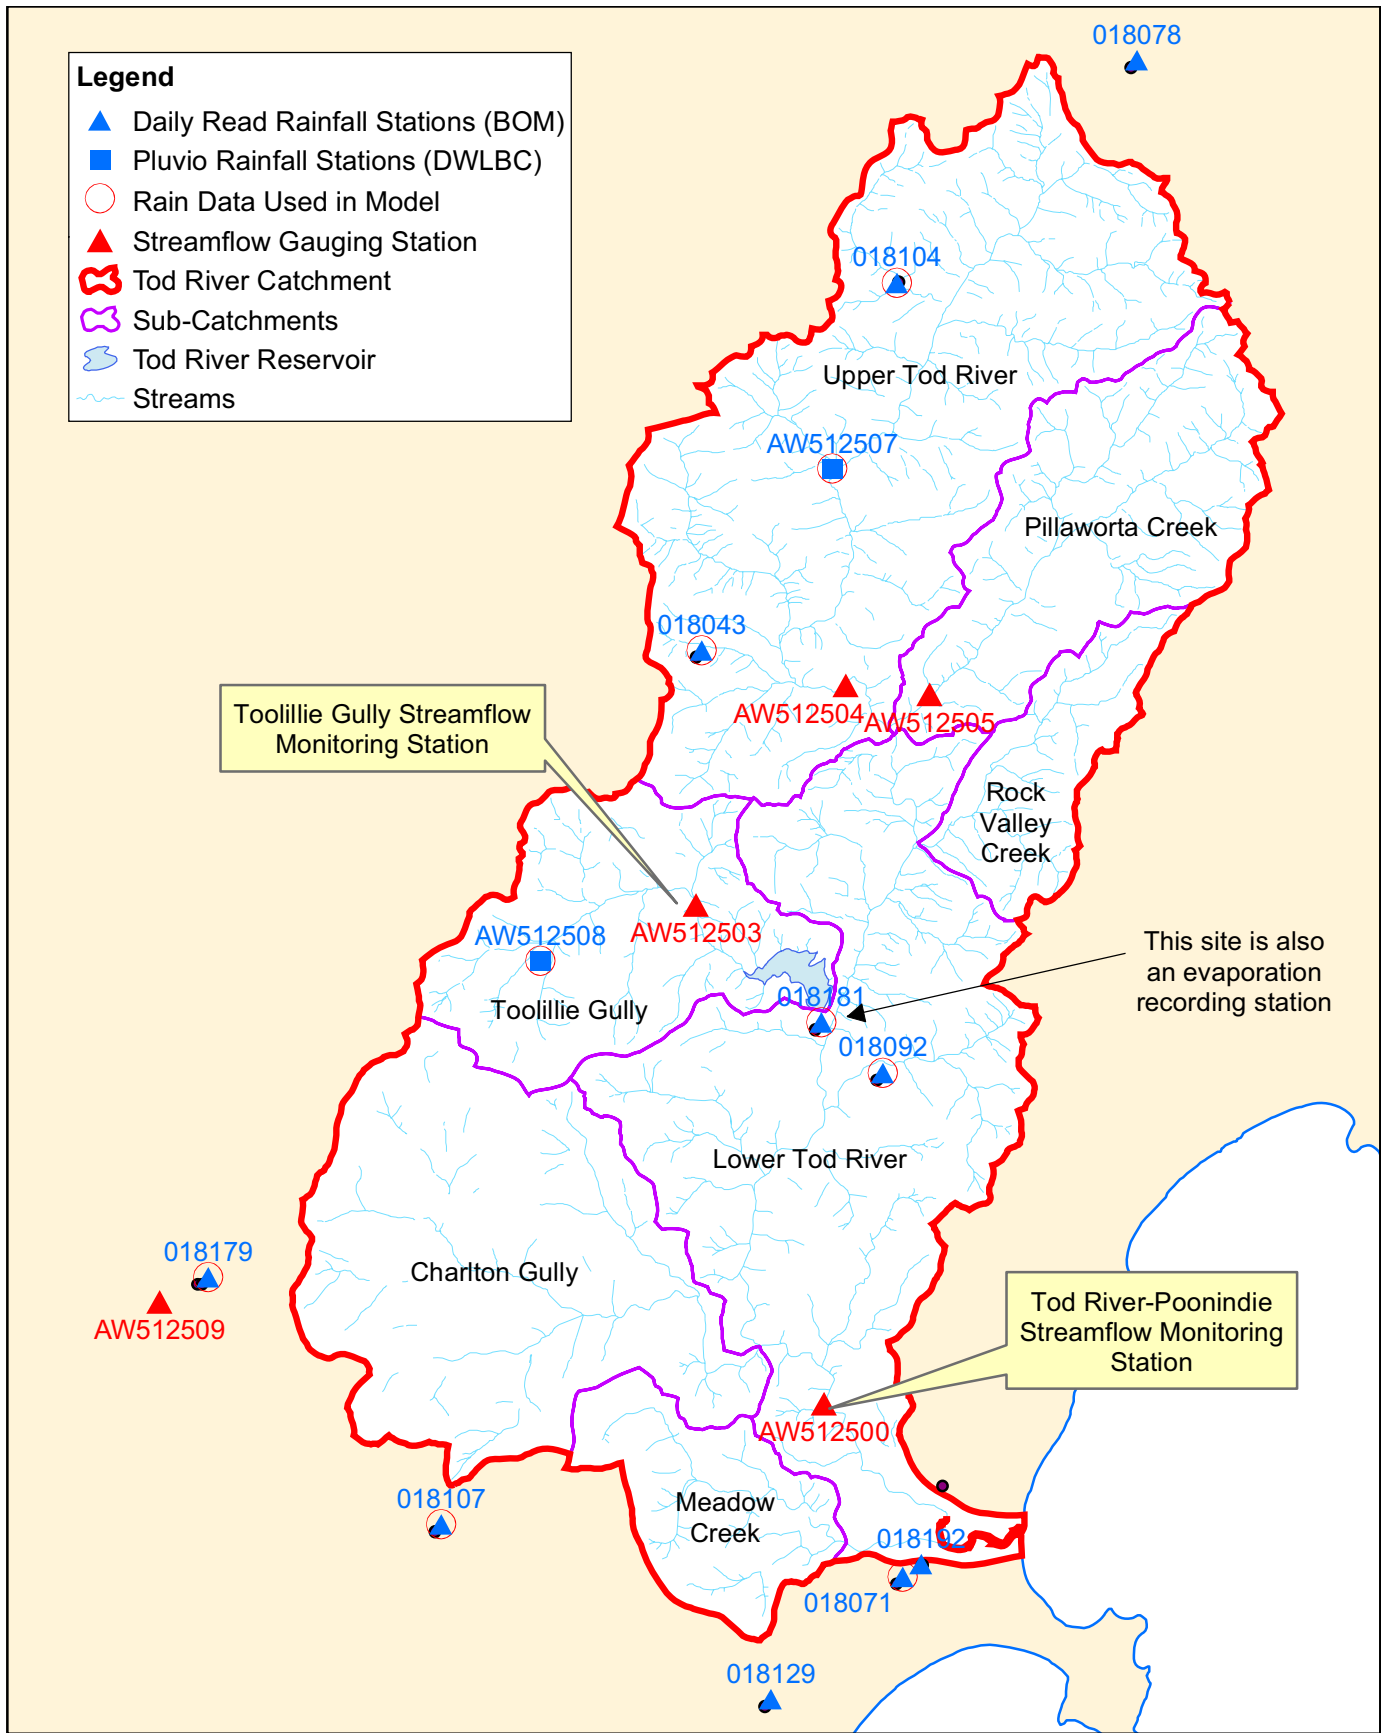 018078
Legend
Daily Read Rainfall Stations (BOM)
Pluvio Rainfall Stations (DWLBC)
Rain Data Used in Model
Streamflow Gauging Station
Tod River Catchment
Sub-Catchments
Tod River Reservoir
Streams
018104
Upper Tod River
AW512507
Pillaworta Creek
018043
AW512504
AW512505
Toolillie Gully Streamflow
Monitoring Station
Rock
Valley
Creek
AW512508
AW512503
This site is also
an evaporation
recording station
018181
Toolillie Gully
018092
Lower Tod River
018179
Charlton Gully
AW512509
Tod River-Poonindie
Streamflow Monitoring
Station
AW512500
018107
Meadow
Creek
018192
018071
018129